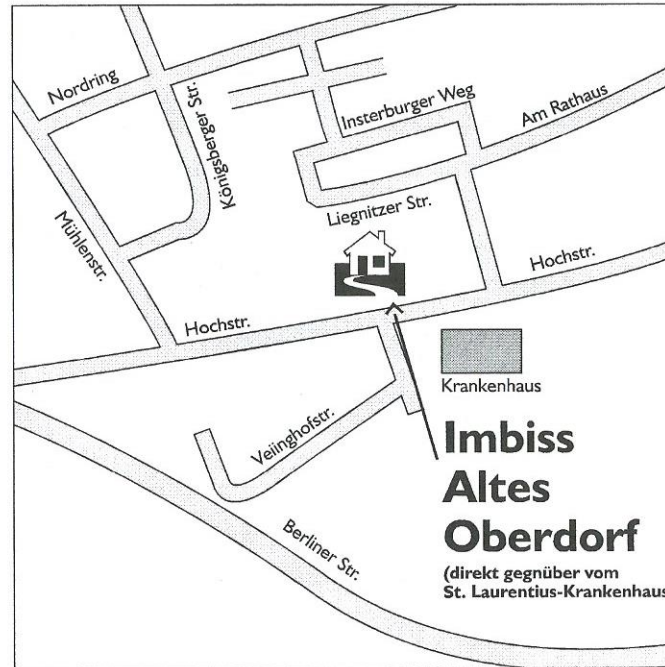 Nordring
Königsberger Str.
Insterburger Weg
Am Rathaus
Mühlenstr.
Liegnitzer Str.
Hochstr.
Hochstr.
Krankenhaus
Veiinghofstr.
Imbiss
Altes
Oberdorf
(direkt gegnüber vom
St. Laurentius-Krankenhaus
Berliner Str.